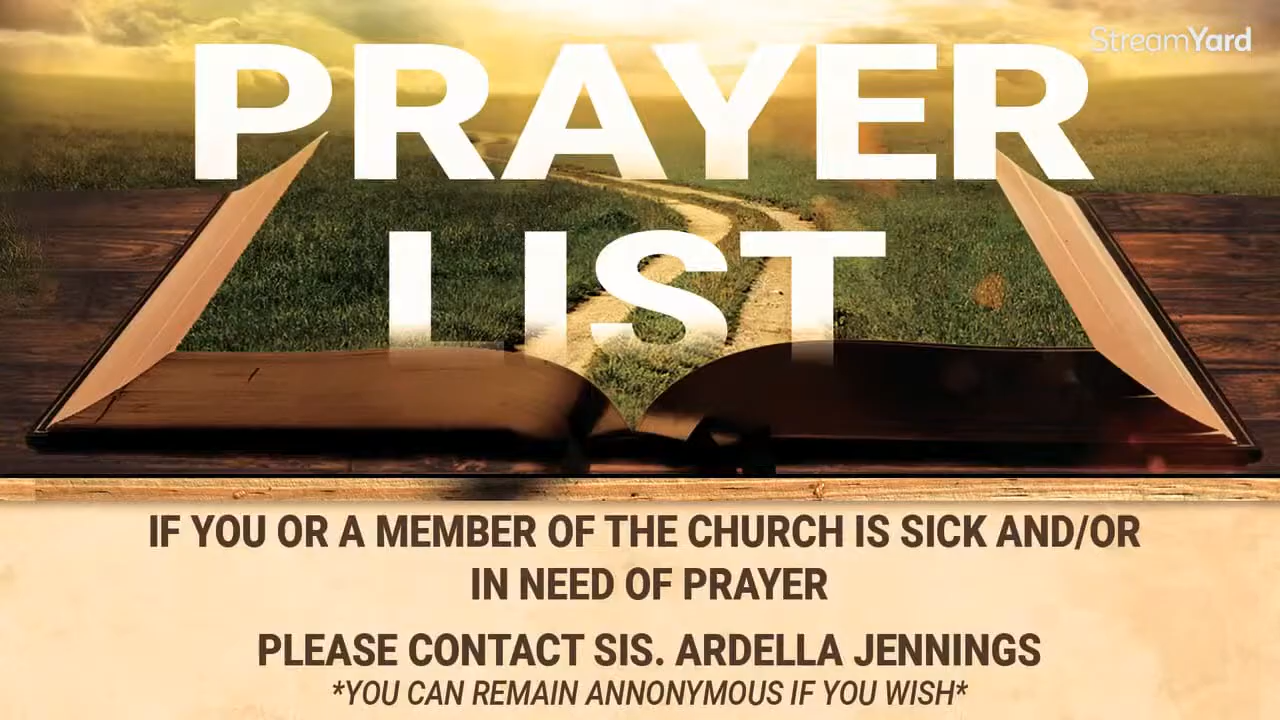 StreamYard
PRAYER
LIST
IF YOU OR A MEMBER OF THE CHURCH IS SICK AND/OR
IN NEED OF PRAYER
PLEASE CONTACT SIS. ARDELLA JENNINGS
*YOU CAN REMAIN ANNONYMOUS IF YOU WISH*